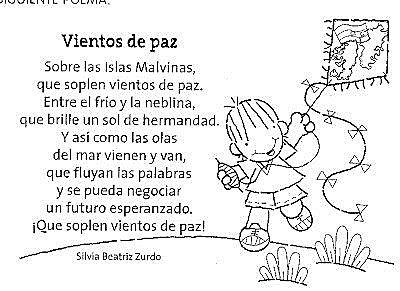 SIGUIENTE POEMA:
Vientos de paz
Sobre las Islas Malvinas,
que soplen vientos de paz.
Entre el frío y la neblina,
que brille un sol de hermandad.
Y así como las olas
del mar vienen y van,
que fluyan las palabras
y se pueda negociar
un futuro esperanzado.
¡Que soplen vientos de paz!
Silvia Beatriz Zurdo